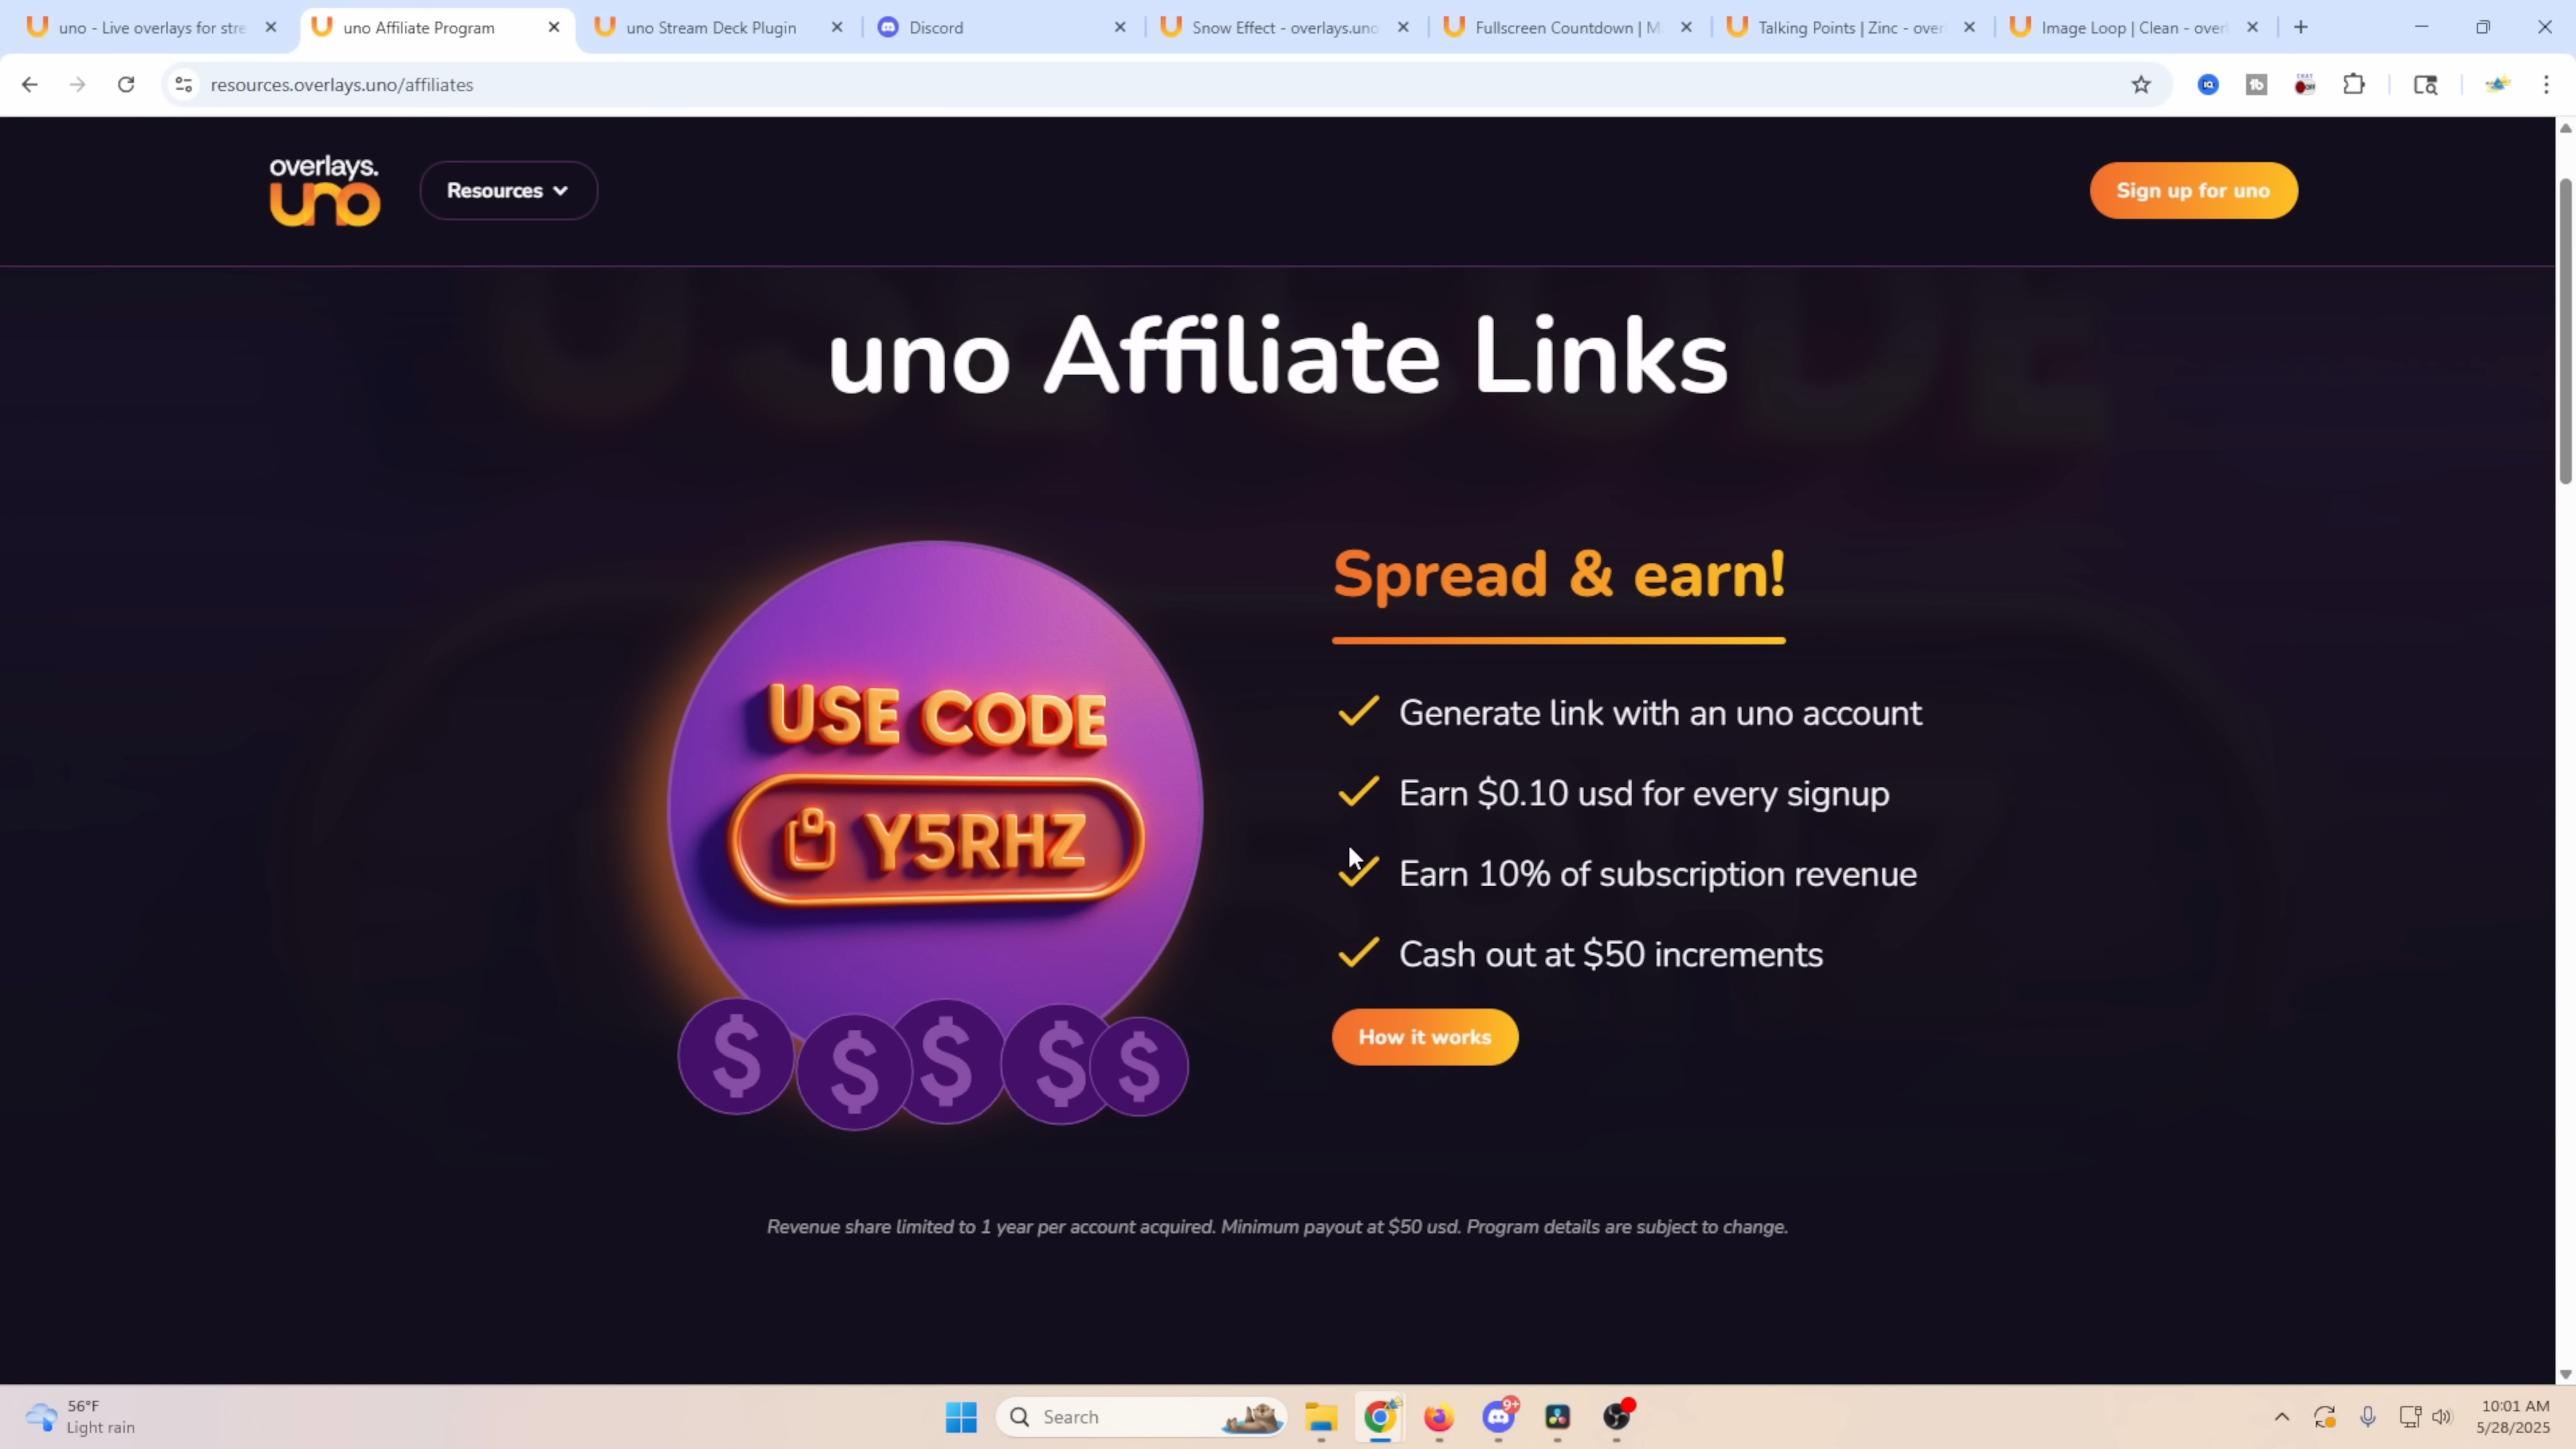 uno - Live overlays for stre
uno Affiliate Program
uno Stream Deck Plugin
Discord
Snow Effect - overlays.uno
Fullscreen Countdown | M
Talking Points | Zinc - over
Image Loop | Clean - over
resources.overlays.uno/affiliates
overlays.
uno
Resources
Sign up for uno
uno Affiliate Links
USE CODE
Y5RHZ
Spread & earn!
Generate link with an uno account
Earn $0.10 usd for every signup
Earn 10% of subscription revenue
Cash out at $50 increments
How it works
$ $ $ $ $
Revenue share limited to 1 year per account acquired. Minimum payout at $50 usd. Program details are subject to change.
56°F
Light rain
Search
9+
10:01 AM
5/28/2025